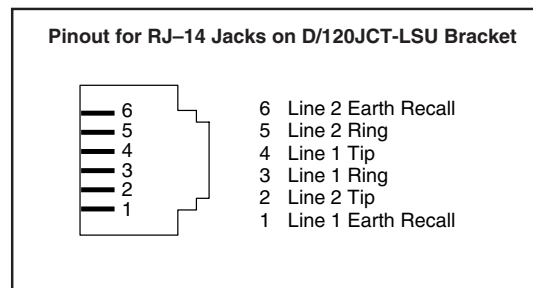 Pinout for RJ–14 Jacks on D/120JCT-LSU Bracket
6
5
4
3
2
1
6 Line 2 Earth Recall
5 Line 2 Ring
4 Line 1 Tip
3 Line 1 Ring
2 Line 2 Tip
1 Line 1 Earth Recall